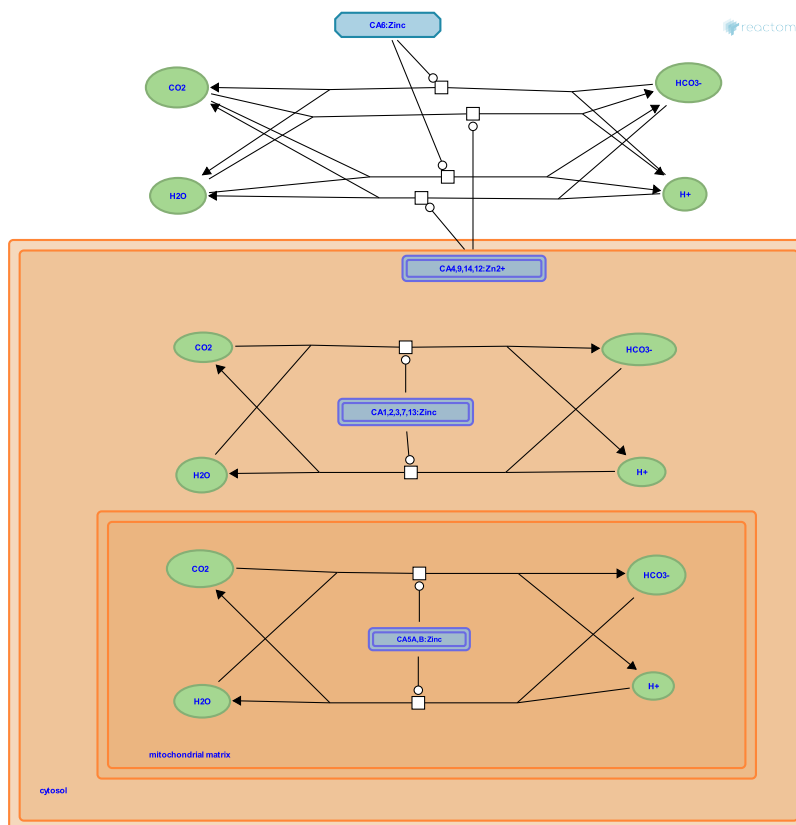 CA6:Zinc
reactom
CO2
HCO3-
H2O
H+
CA4,9,14,12:Zn2+
CO2
HCO3-
CA1,2,3,7,13:Zinc
H2O
H+
CO2
HCO3-
CA5A,B:Zinc
H+
H2O
mitochondrial matrix
cytosol